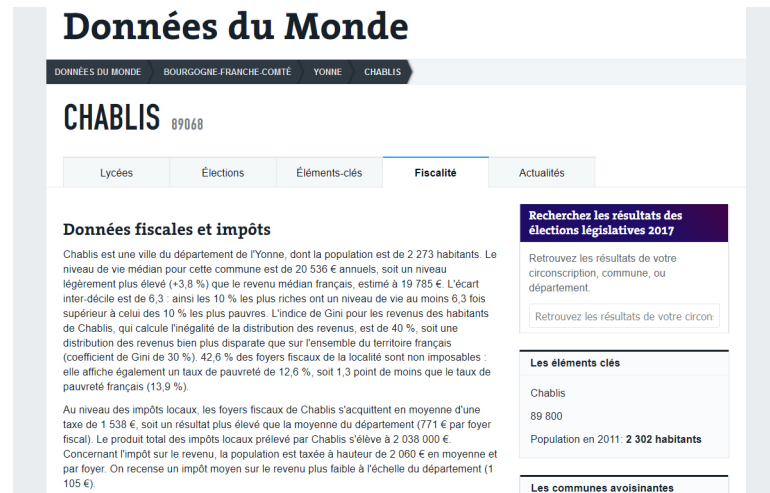 Données du Monde
DONNÉES DU MONDE BOURGOGNE-FRANCHE-COMTÉ YONNE CHABLIS
CHABLIS 89068
Lycées Élections Éléments-clés Fiscalité Actualités
Données fiscales et impôts
Chablis est une ville du département de l'Yonne, dont la population est de 2 273 habitants. Le
niveau de vie médian pour cette commune est de 20 536 € annuels, soit un niveau
légèrement plus élevé (+3,8 %) que le revenu médian français, estimé à 19 785 €. L'écart
inter-décile est de 6,3 : ainsi les 10 % les plus riches ont un niveau de vie au moins 6,3 fois
supérieur à celui des 10 % les plus pauvres. L'indice de Gini pour les revenus des habitants
de Chablis, qui calcule l'inégalité de la distribution des revenus, est de 40 %, soit une
distribution des revenus bien plus disparate que sur l'ensemble du territoire français
(coefficient de Gini de 30 %). 42,6 % des foyers fiscaux de la localité sont non imposables :
elle affiche également un taux de pauvreté de 12,6 %, soit 1,3 point de moins que le taux de
pauvreté français (13,9 %).
Au niveau des impôts locaux, les foyers fiscaux de Chablis s'acquittent en moyenne d'une
taxe de 1 538 €, soit un résultat plus élevé que la moyenne du département (771 € par foyer
fiscal). Le produit total des impôts locaux prélevé par Chablis s'élève à 2 038 000 €.
Concernant l'impôt sur le revenu, la population est taxée à hauteur de 2 060 € en moyenne et
par foyer. On recense un impôt moyen sur le revenu plus faible à l'échelle du département (1
105 €).
Recherchez les résultats des
élections législatives 2017
Retrouvez les résultats de votre
circonscription, commune, ou
département.
Retrouvez les résultats de votre circon
Les éléments clés
Chablis
89 800
Population en 2011: 2 302 habitants
Les communes avoisinantes